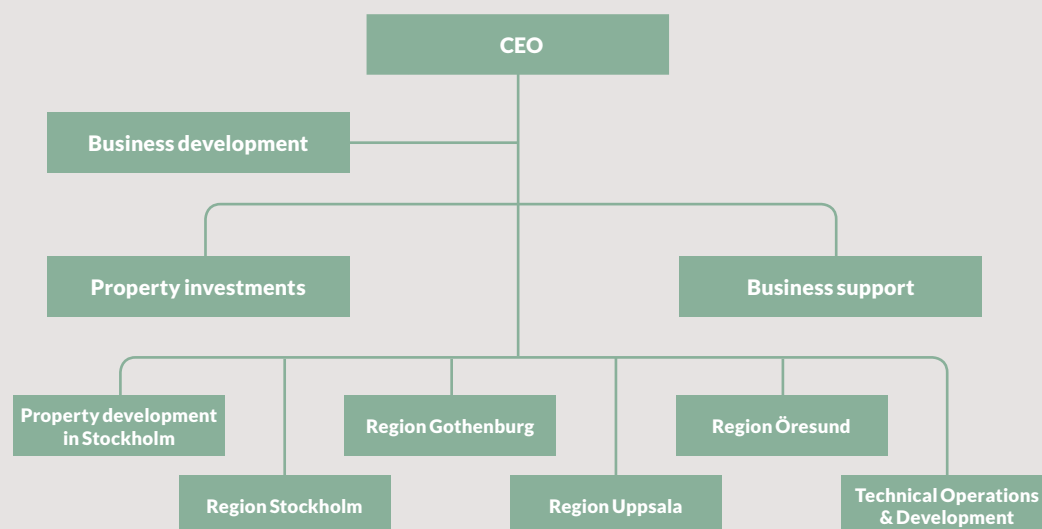 CEO
Business development
Property investments
Business support
Property development
in Stockholm
Region Gothenburg
Region Öresund
Region Stockholm
Region Uppsala
Technical Operations
& Development